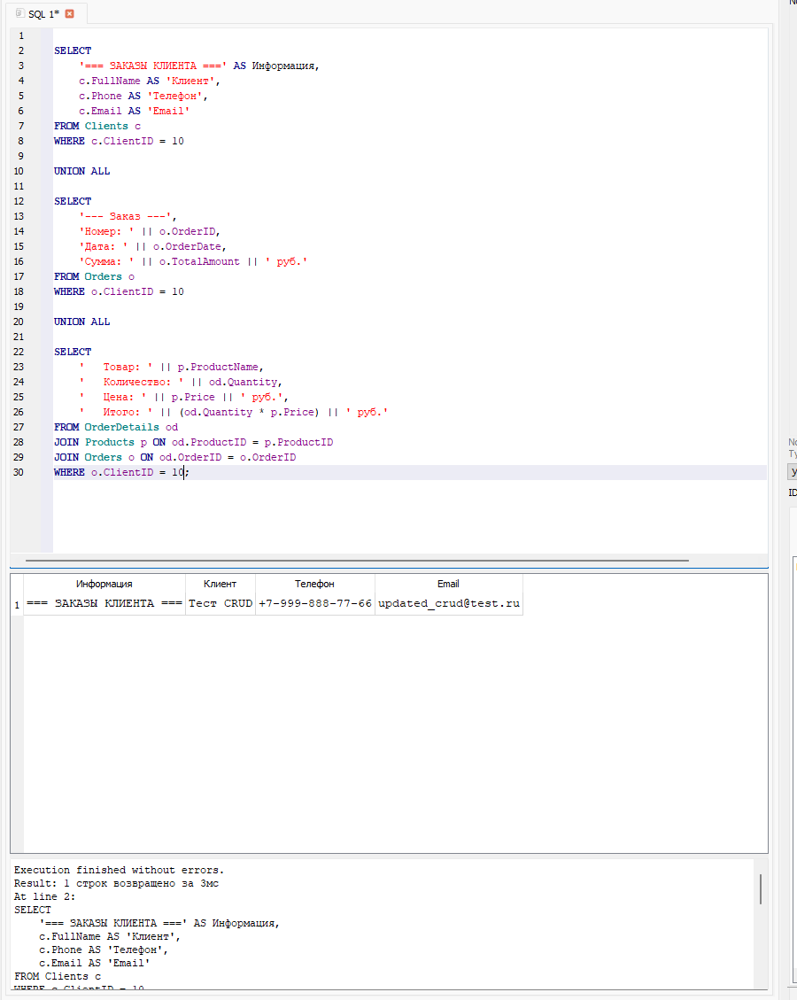 SQL 1*
1
2 SELECT
3 '=== ЗАКАЗЫ КЛИЕНТА ===' AS Информация,
4 c.FullName AS 'Клиент',
5 c.Phone AS 'Телефон',
6 c.Email AS 'Email'
7 FROM Clients c
8 WHERE c.ClientID = 10
9
10 UNION ALL
11
12 SELECT
13 '--- Заказ ---',
14 'Номер: ' || o.OrderID,
15 'Дата: ' || o.OrderDate,
16 'Сумма: ' || o.TotalAmount || ' руб.'
17 FROM Orders o
18 WHERE o.ClientID = 10
19
20 UNION ALL
21
22 SELECT
23 '   Товар: ' || p.ProductName,
24 '   Количество: ' || od.Quantity,
25 '   Цена: ' || p.Price || ' руб.',
26 '   Итого: ' || (od.Quantity * p.Price) || ' руб.'
27 FROM OrderDetails od
28 JOIN Products p ON od.ProductID = p.ProductID
29 JOIN Orders o ON od.OrderID = o.OrderID
30 WHERE o.ClientID = 10;
Информация Клиент Телефон Email
1 === ЗАКАЗЫ КЛИЕНТА === Тест CRUD +7-999-888-77-66 updated_crud@test.ru
Execution finished without errors.
Result: 1 строк возвращено за 3мс
At line 2:
SELECT
'=== ЗАКАЗЫ КЛИЕНТА ===' AS Информация,
c.FullName AS 'Клиент',
c.Phone AS 'Телефон',
c.Email AS 'Email'
FROM Clients c
WHERE c.ClientID = 10